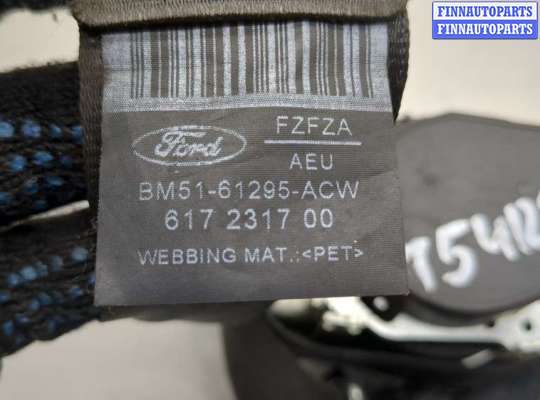 FINNAUTOPARTS
FINNAUTOPARTS
Ford
FZFZA
AEU
BM51-61295-ACW
617 2317 00
WEBBING MAT.:<PET>